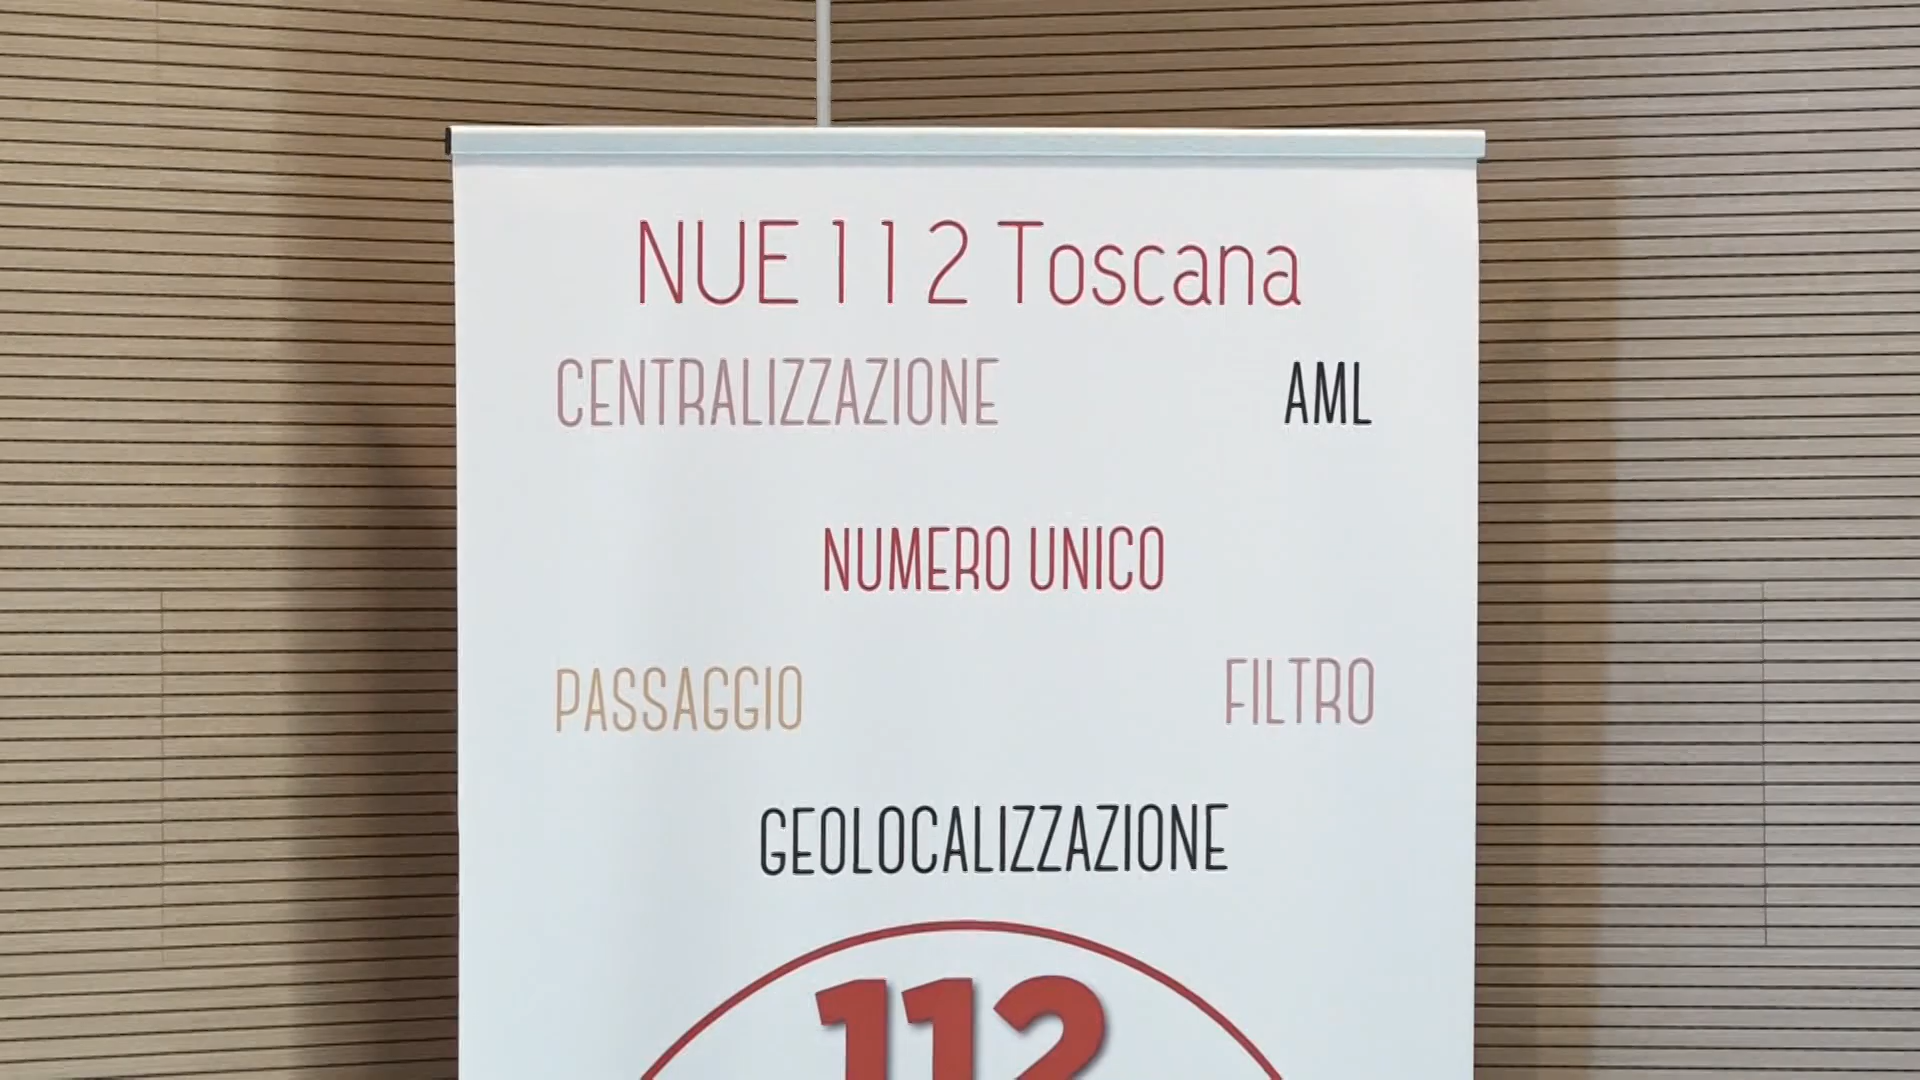 NUE 112 Toscana
CENTRALIZZAZIONE AML
NUMERO UNICO
PASSAGGIO FILTRO
GEOLOCALIZZAZIONE
112